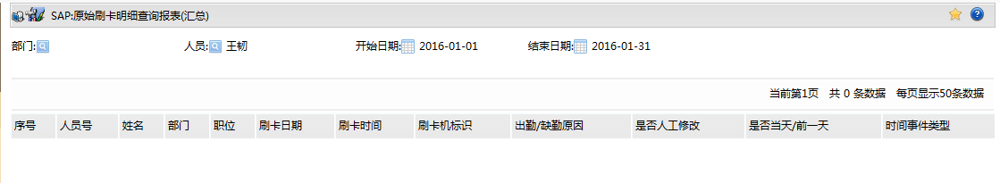 SAP:原始刷卡明细查询报表(汇总)
部门: 人员: 王韧 开始日期: 2016-01-01 结束日期: 2016-01-31
当前第1页 共 0 条数据 每页显示50条数据
序号 人员号 姓名 部门 职位 刷卡日期 刷卡时间 刷卡机标识 出勤/缺勤原因 是否人工修改 是否当天/前一天 时间事件类型